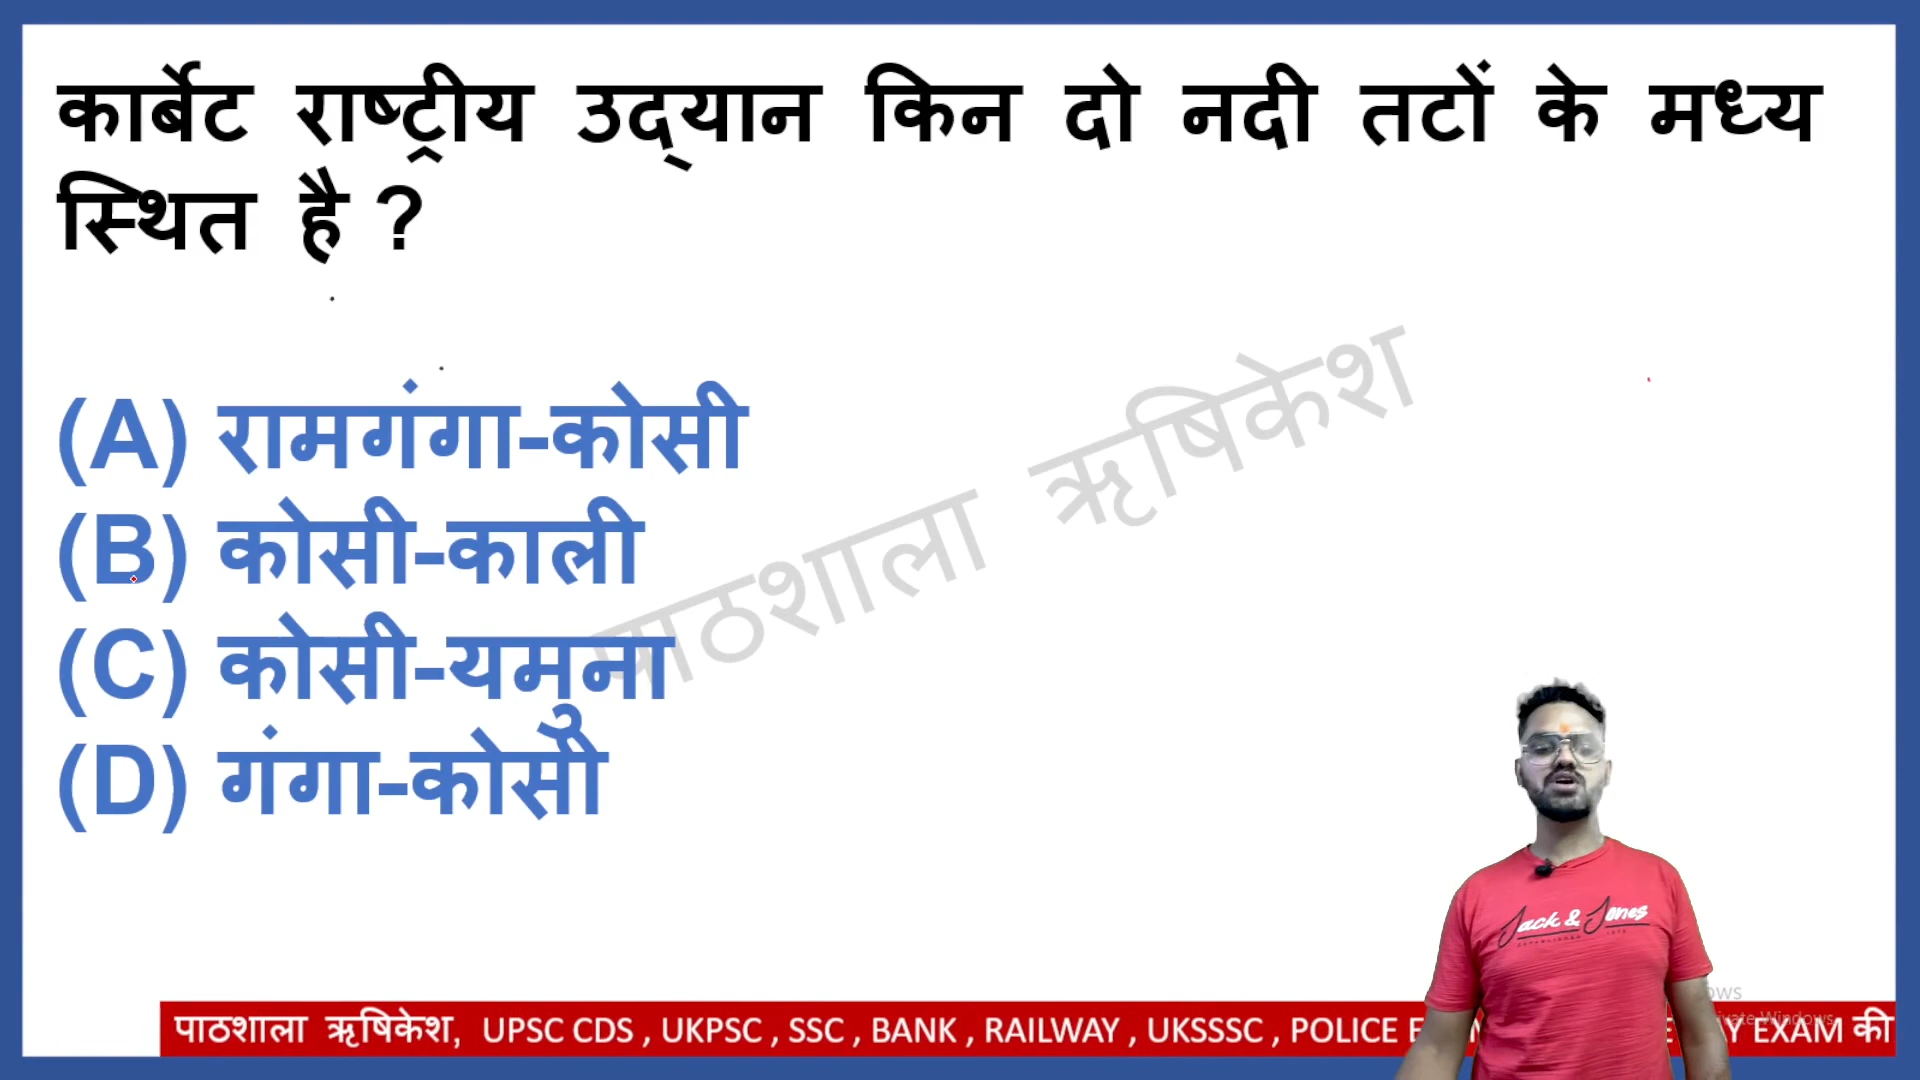 कार्बेट राष्ट्रीय उद्यान किन दो नदी तटों के मध्य
स्थित है ?
(A) रामगंगा-कोसी
(B) कोसी-काली
(C) कोसी-यमुना
(D) गंगा-कोसी
पाठशाला ऋषिकेश
Jack & Jones
पाठशाला ऋषिकेश, UPSC CDS , UKPSC , SSC , BANK , RAILWAY , UKSSSC , POLICE EXAM की